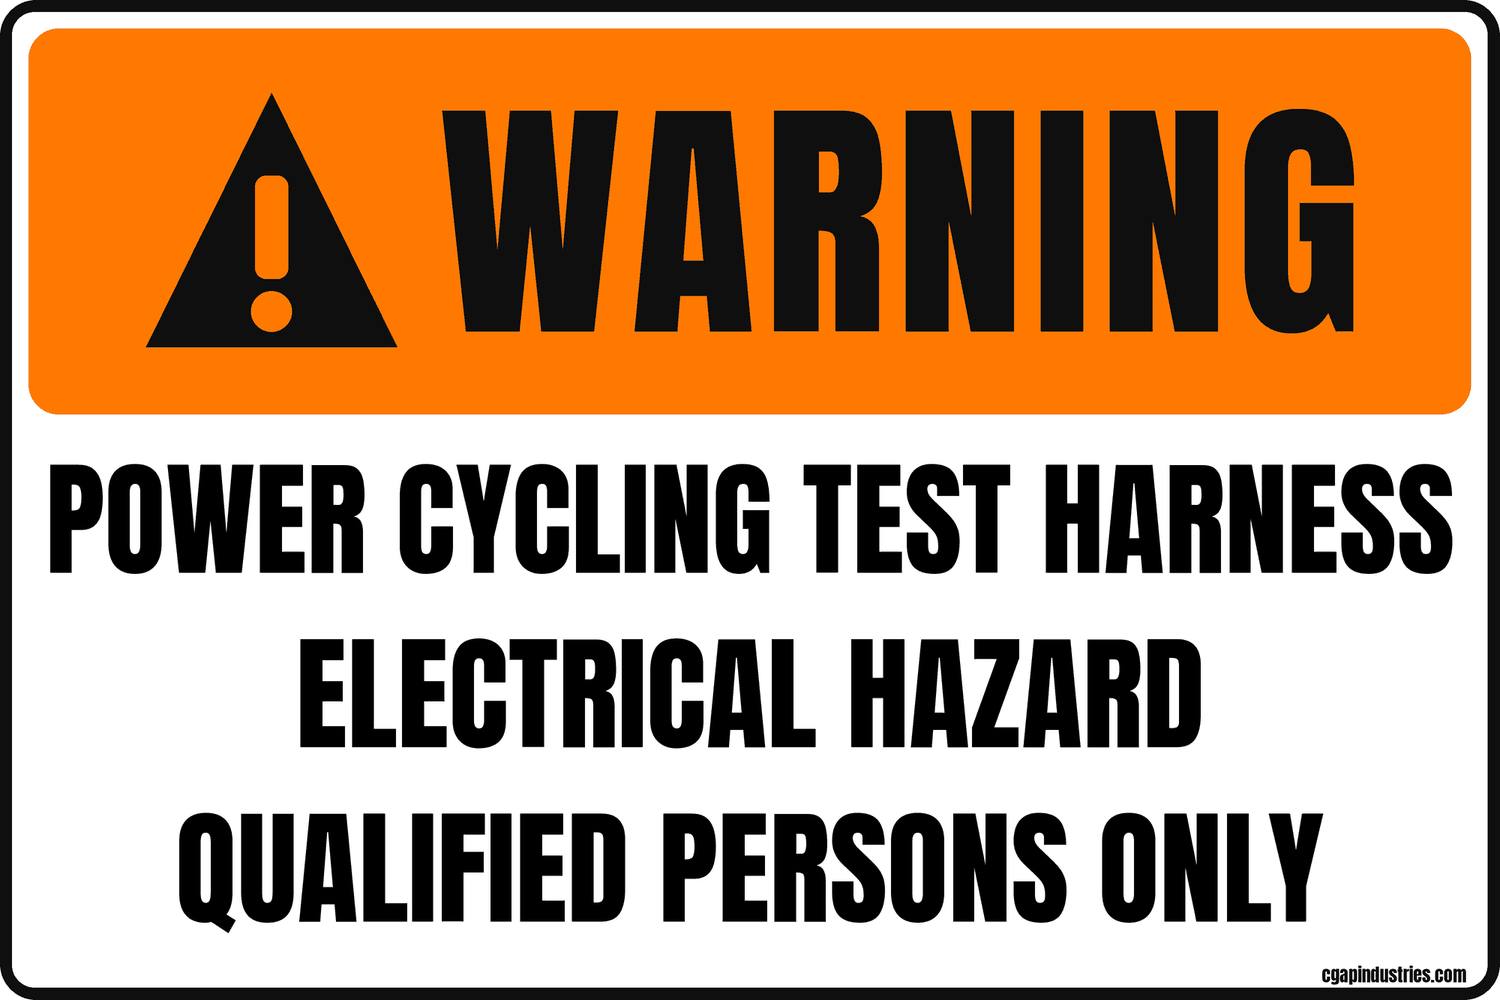 WARNING
POWER CYCLING TEST HARNESS
ELECTRICAL HAZARD
QUALIFIED PERSONS ONLY
cgapindustries.com